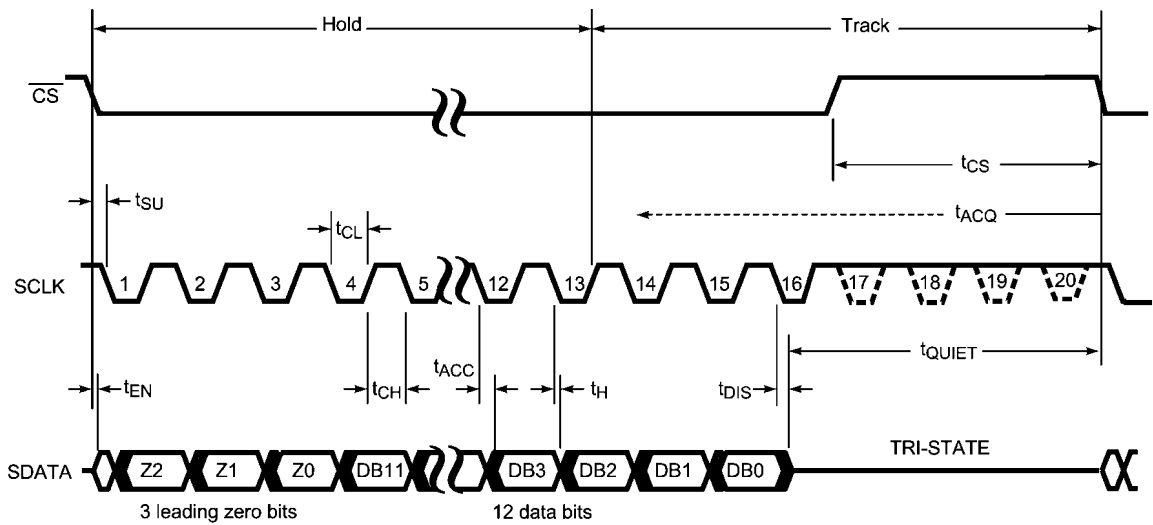 Hold
Track
CS
tCS
tSU
tACQ
tCL
SCLK
1 2 3 4 5 12 13 14 15 16 17 18 19 20
tQUIET
tEN
tCH
tACC
tH
tDIS
SDATA
Z2 Z1 Z0 DB11 DB3 DB2 DB1 DB0
TRI-STATE
3 leading zero bits
12 data bits